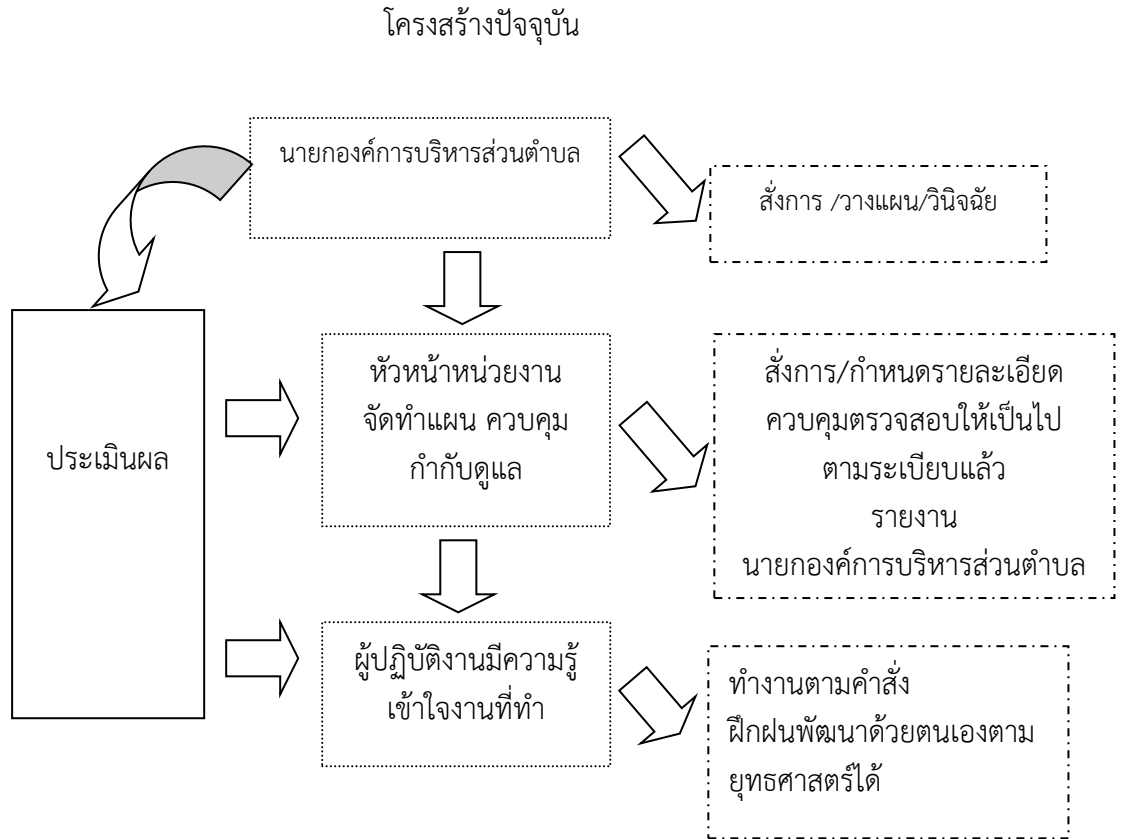 โครงสร้างปัจจุบัน
นายกองค์การบริหารส่วนตำบล
สั่งการ /วางแผน/วินิจฉัย
ประเมินผล
หัวหน้าหน่วยงาน
จัดทำแผน ควบคุม
กำกับดูแล
สั่งการ/กำหนดรายละเอียด
ควบคุมตรวจสอบให้เป็นไป
ตามระเบียบแล้ว
รายงาน
นายกองค์การบริหารส่วนตำบล
ผู้ปฏิบัติงานมีความรู้
เข้าใจงานที่ทำ
ทำงานตามคำสั่ง
ฝึกฝนพัฒนาด้วยตนเองตาม
ยุทธศาสตร์ได้